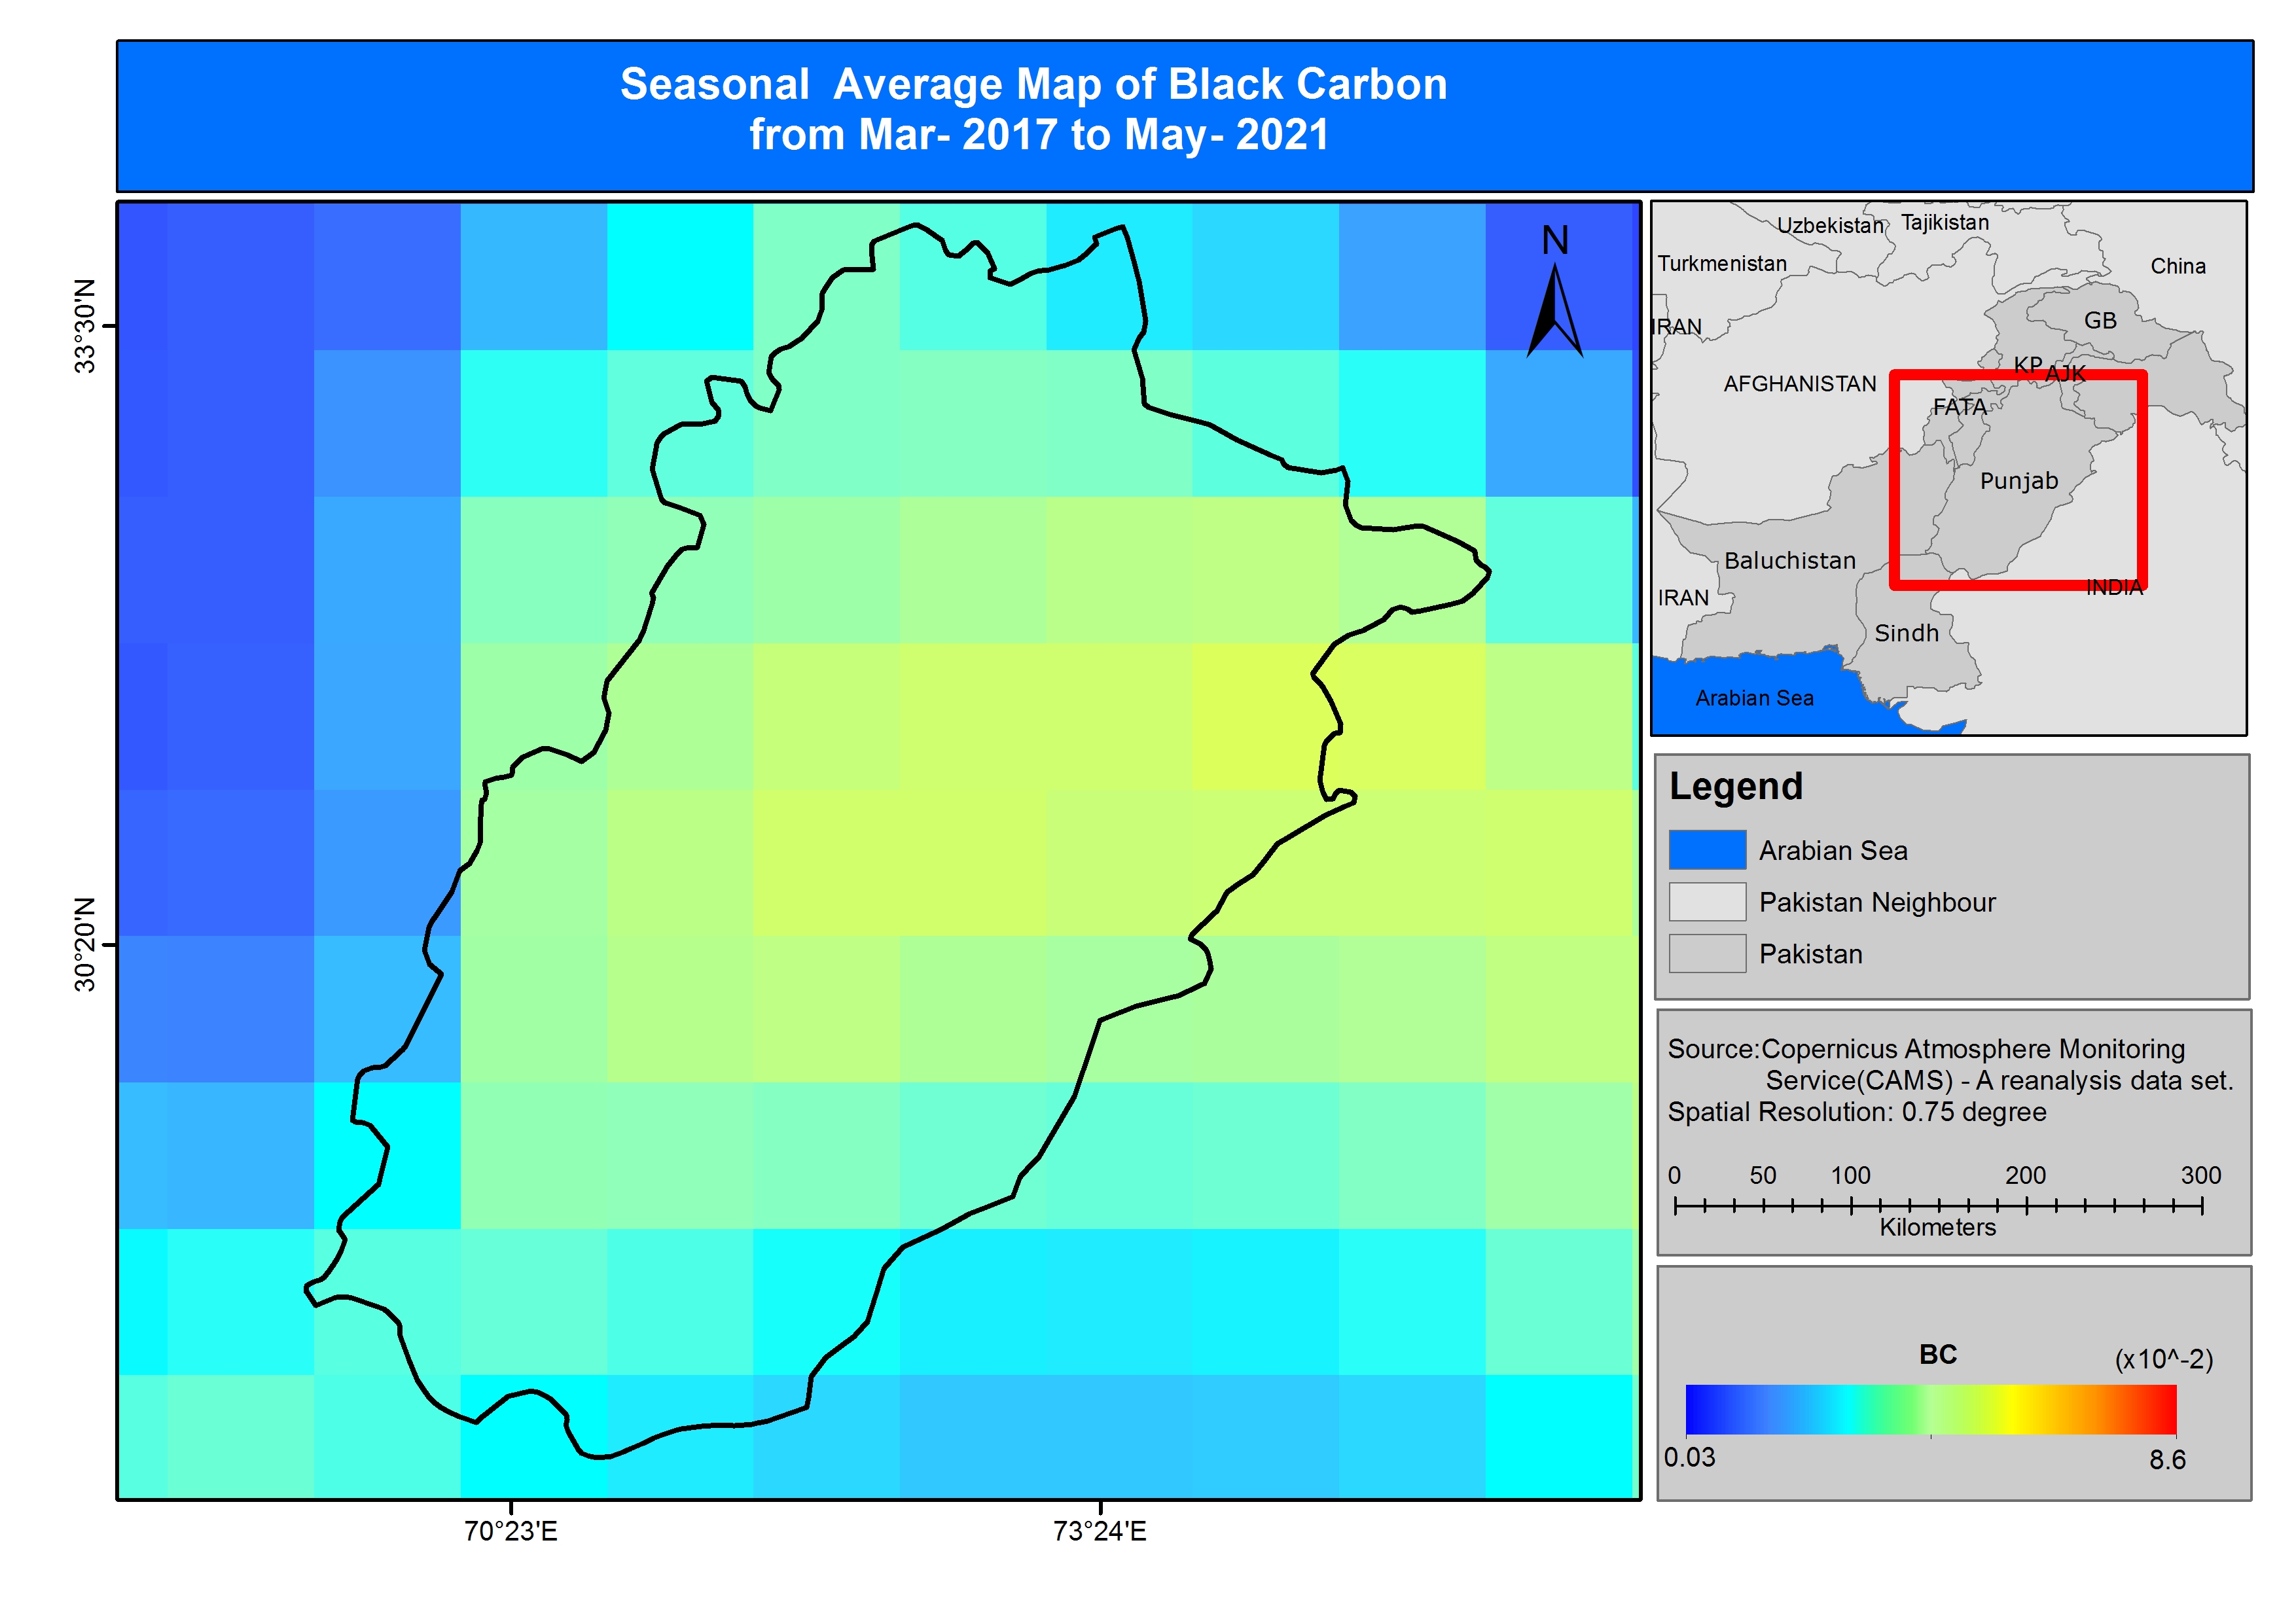 Seasonal  Average Map of Black Carbon
from Mar- 2017 to May- 2021
33°30'N
30°20'N
70°23'E
73°24'E
N
Uzbekistan
Tajikistan
Turkmenistan
China
IRAN
GB
KP
AJK
AFGHANISTAN
FATA
Punjab
Baluchistan
IRAN
INDIA
Sindh
Arabian Sea
Legend
Arabian Sea
Pakistan Neighbour
Pakistan
Source:Copernicus Atmosphere Monitoring
Service(CAMS) - A reanalysis data set.
Spatial Resolution: 0.75 degree
0 50 100 200 300
Kilometers
BC (x10^-2)
0.03 8.6